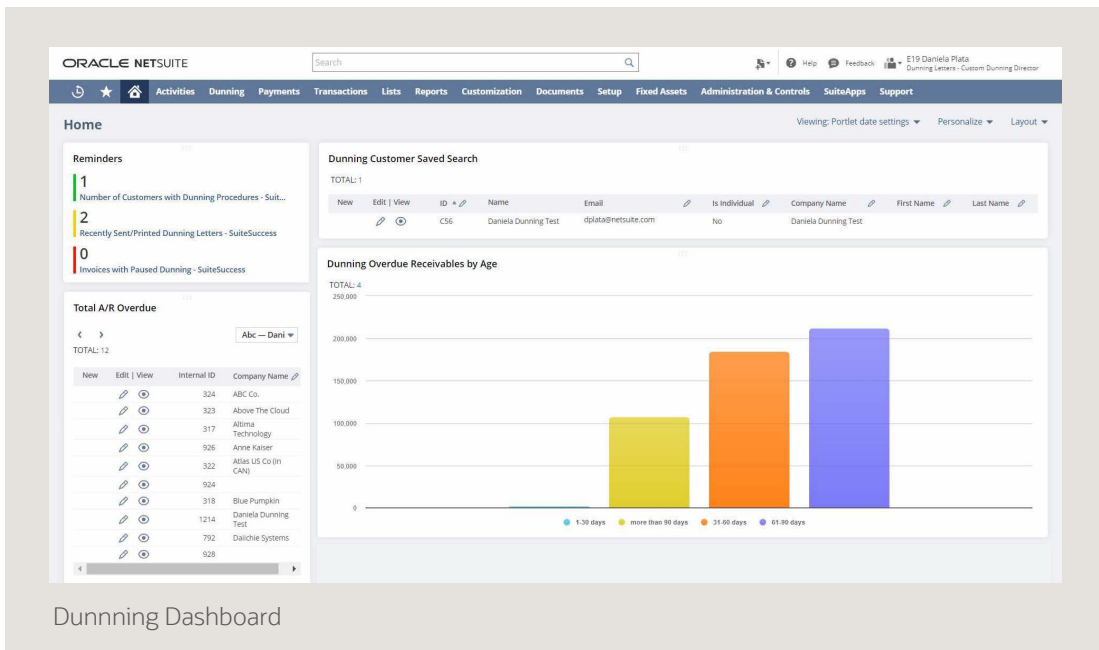 ORACLE NETSUITE
Search
Help
Feedback
E19 Daniela Plata
Dunning Letters - Custom Dunning Director
Activities Dunning Payments Transactions Lists Reports Customization Documents Setup Fixed Assets Administration & Controls SuiteApps Support
Home
Viewing: Portlet date settings Personalize Layout
Reminders
1
Number of Customers with Dunning Procedures - Suit...
2
Recently Sent/Printed Dunning Letters - SuiteSuccess
0
Invoices with Paused Dunning - SuiteSuccess
Total A/R Overdue
Abc — Dani
TOTAL: 12
New Edit | View Internal ID Company Name
324 ABC Co.
323 Above The Cloud
317 Altima
Technology
926 Anne Kaiser
322 Atlas US Co (in
CAN)
924
318 Blue Pumpkin
1214 Daniela Dunning
Test
792 Daiichie Systems
928
Dunning Customer Saved Search
TOTAL: 1
New Edit | View ID Name Email Is Individual Company Name First Name Last Name
C56 Daniela Dunning Test dplata@netsuite.com No Daniela Dunning Test
Dunning Overdue Receivables by Age
TOTAL: 4
250,000
200,000
150,000
100,000
50,000
0
1-30 days more than 90 days 31-60 days 61-90 days
Dunnning Dashboard